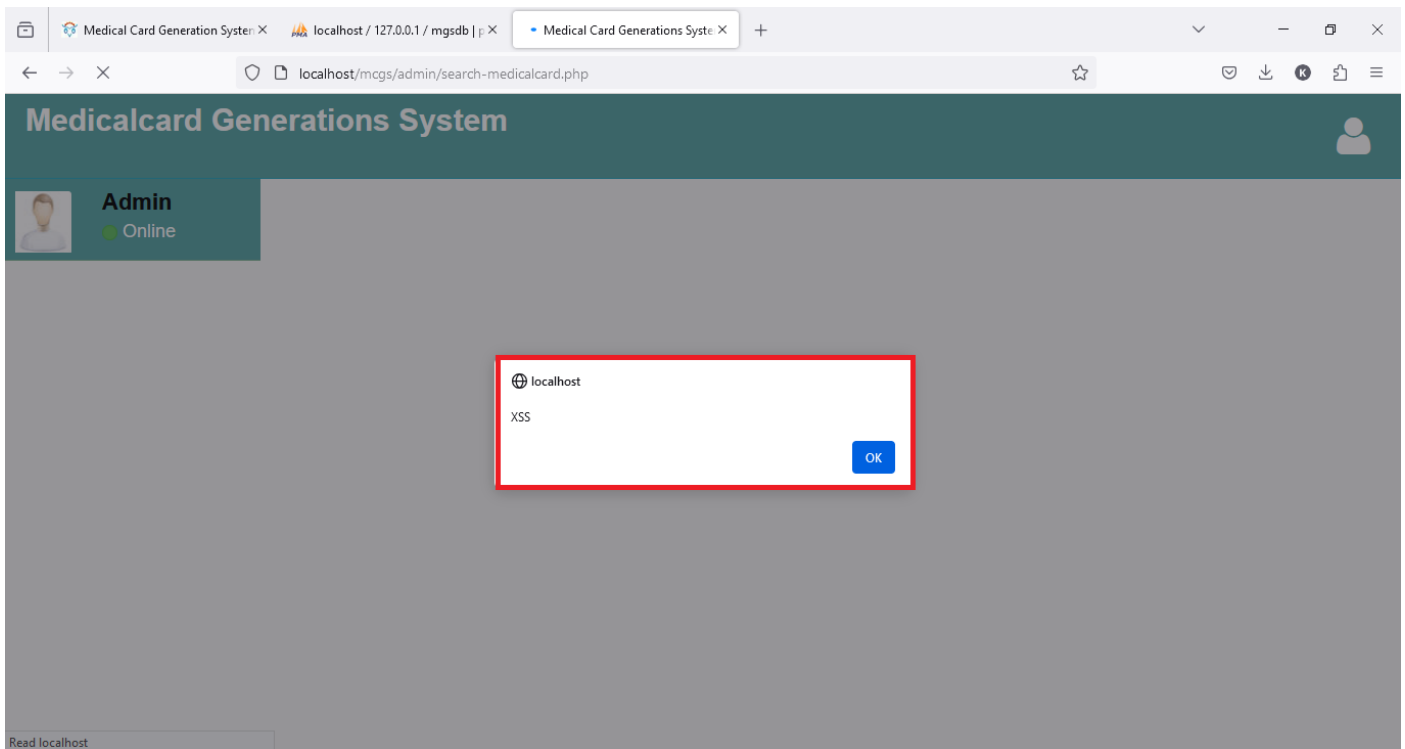 Medical Card Generation System
localhost / 127.0.0.1 / mgsdb | p
Medical Card Generations Syste
localhost/mcgs/admin/search-medicalcard.php
K
Medicalcard Generations System
Admin
Online
localhost
XSS
OK
Read localhost